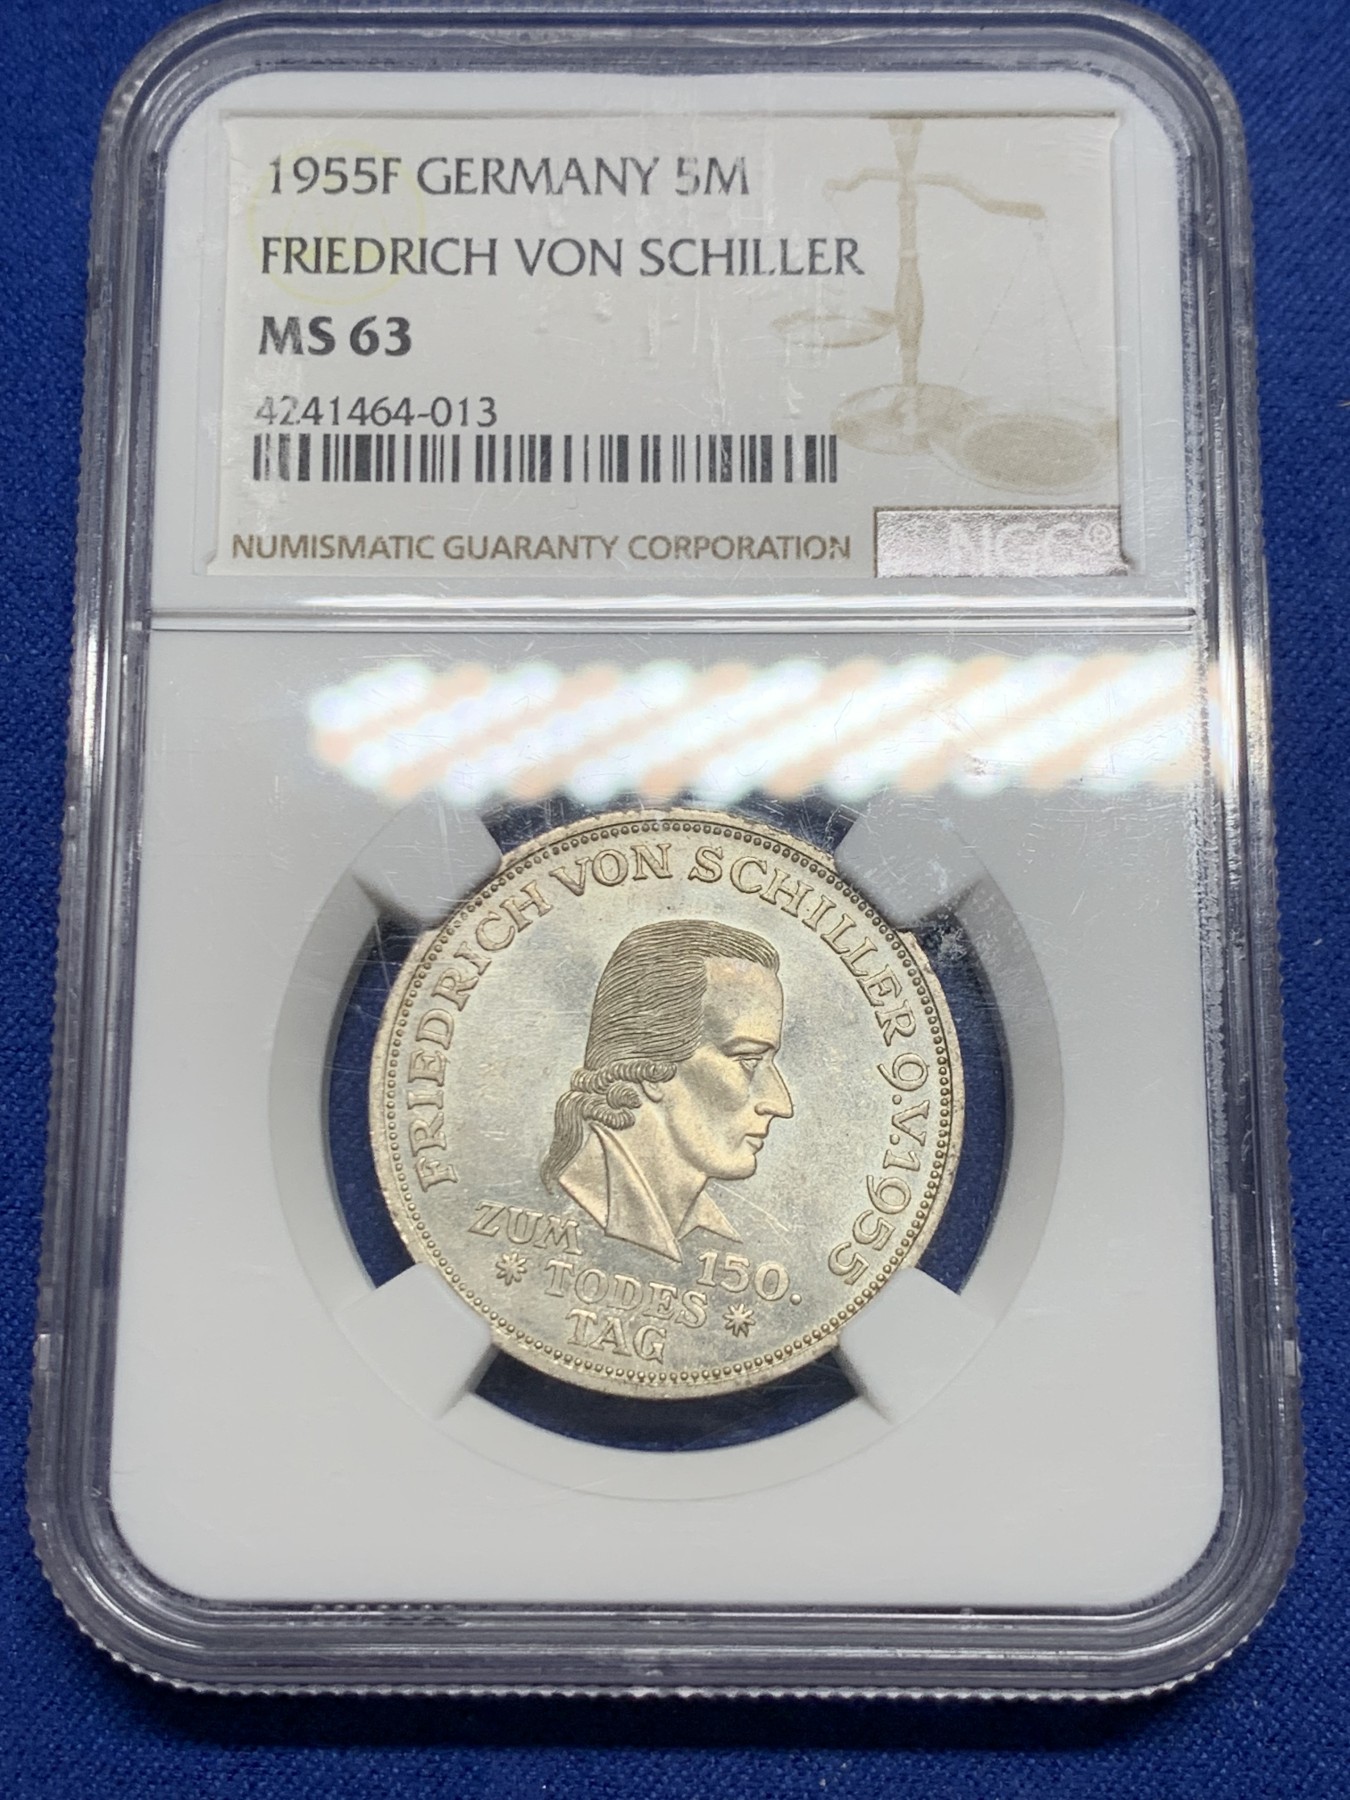 1955F GERMANY 5M
FRIEDRICH VON SCHILLER
MS 63
4241464-013
NUMISMATIC GUARANTY CORPORATION
NGC®
FRIEDRICH VON SCHILLER 9.V.1955
ZUM 150.
TODES
TAG